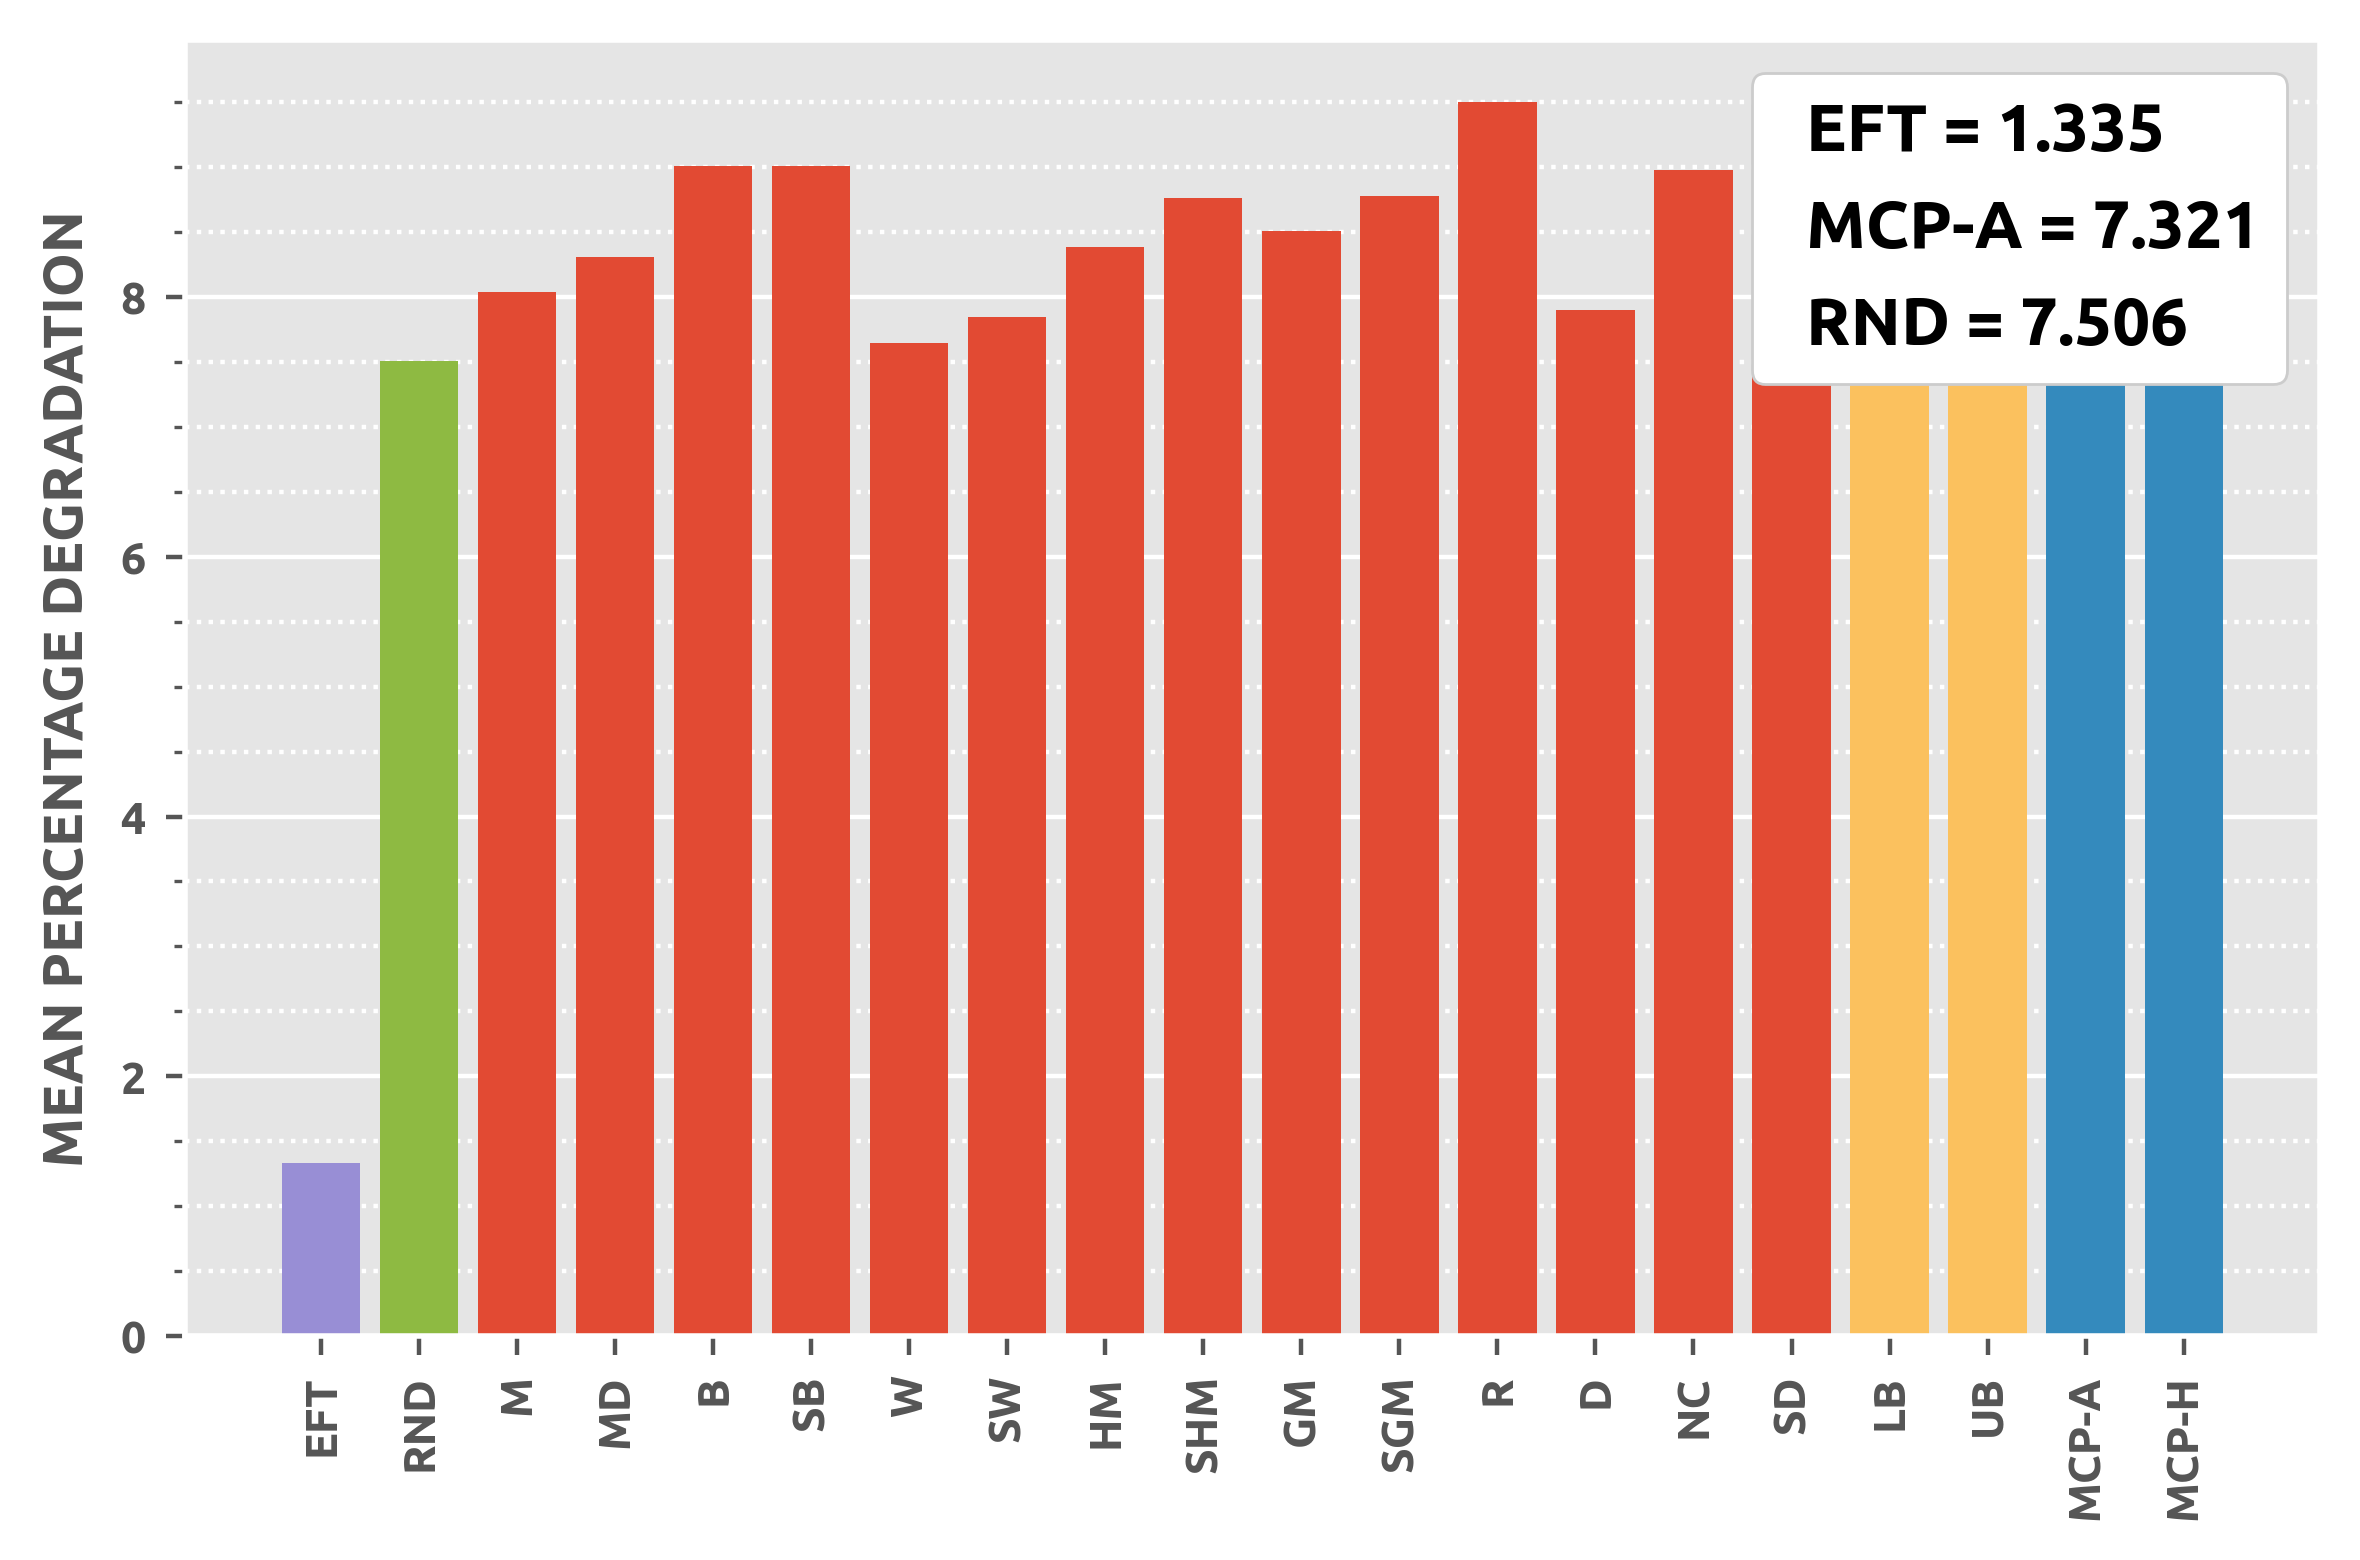 MEAN PERCENTAGE DEGRADATION
8
6
4
2
0
EFT = 1.335
MCP-A = 7.321
RND = 7.506
EFT
RND
M
MD
B
SB
W
SW
HM
SHM
GM
SGM
R
D
NC
SD
LB
UB
MCP-A
MCP-H